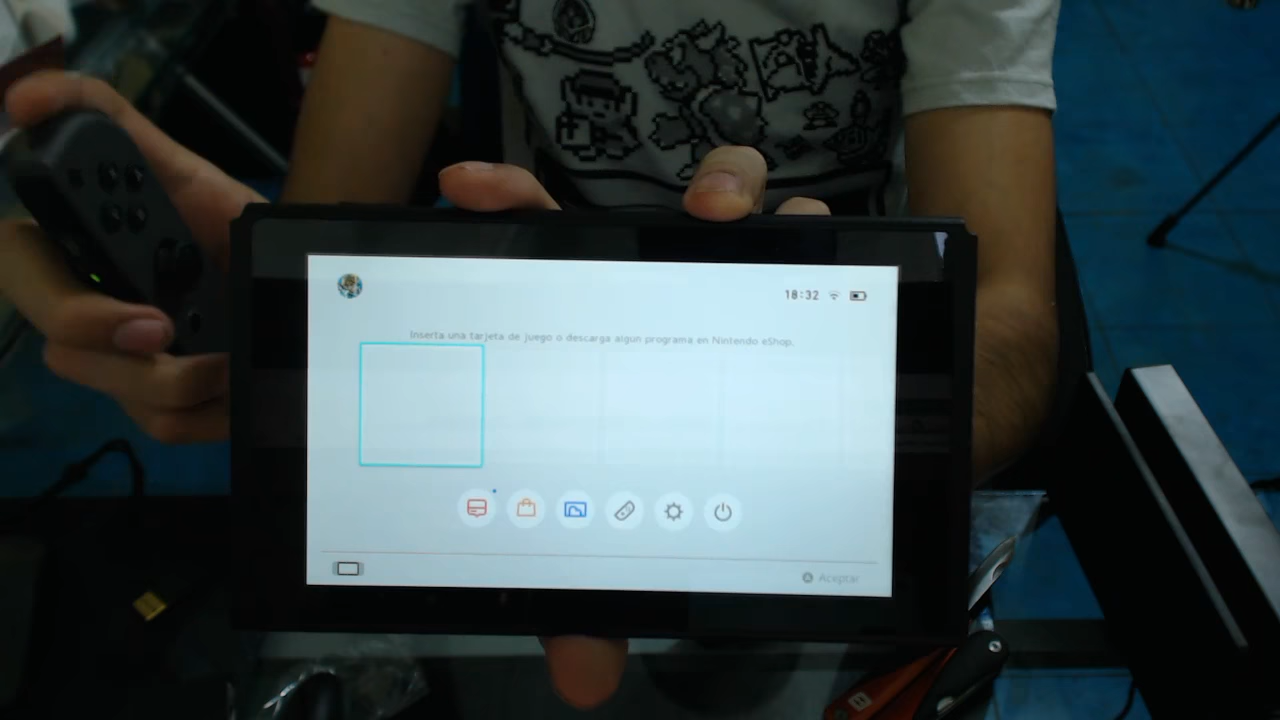 18:32
Inserta una tarjeta de juego o descarga algún programa en Nintendo eShop.
A Aceptar